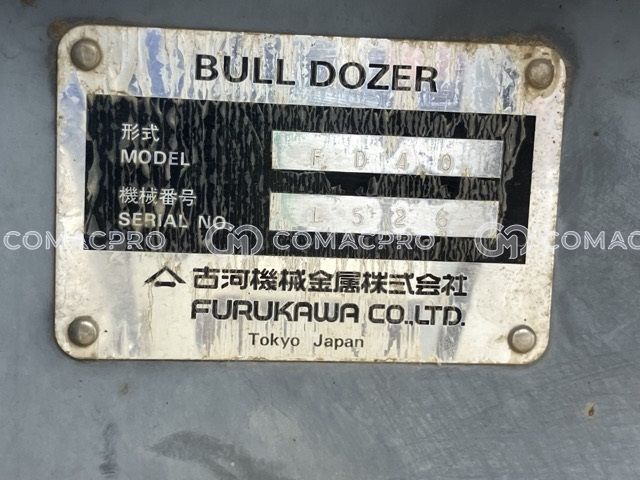 BULL DOZER
形式
MODEL FD40
機械番号
SERIAL NO. L526
COMACPRO COMACPRO COMACPRO
古河機械金属株式会社
FURUKAWA CO.,LTD.
Tokyo Japan